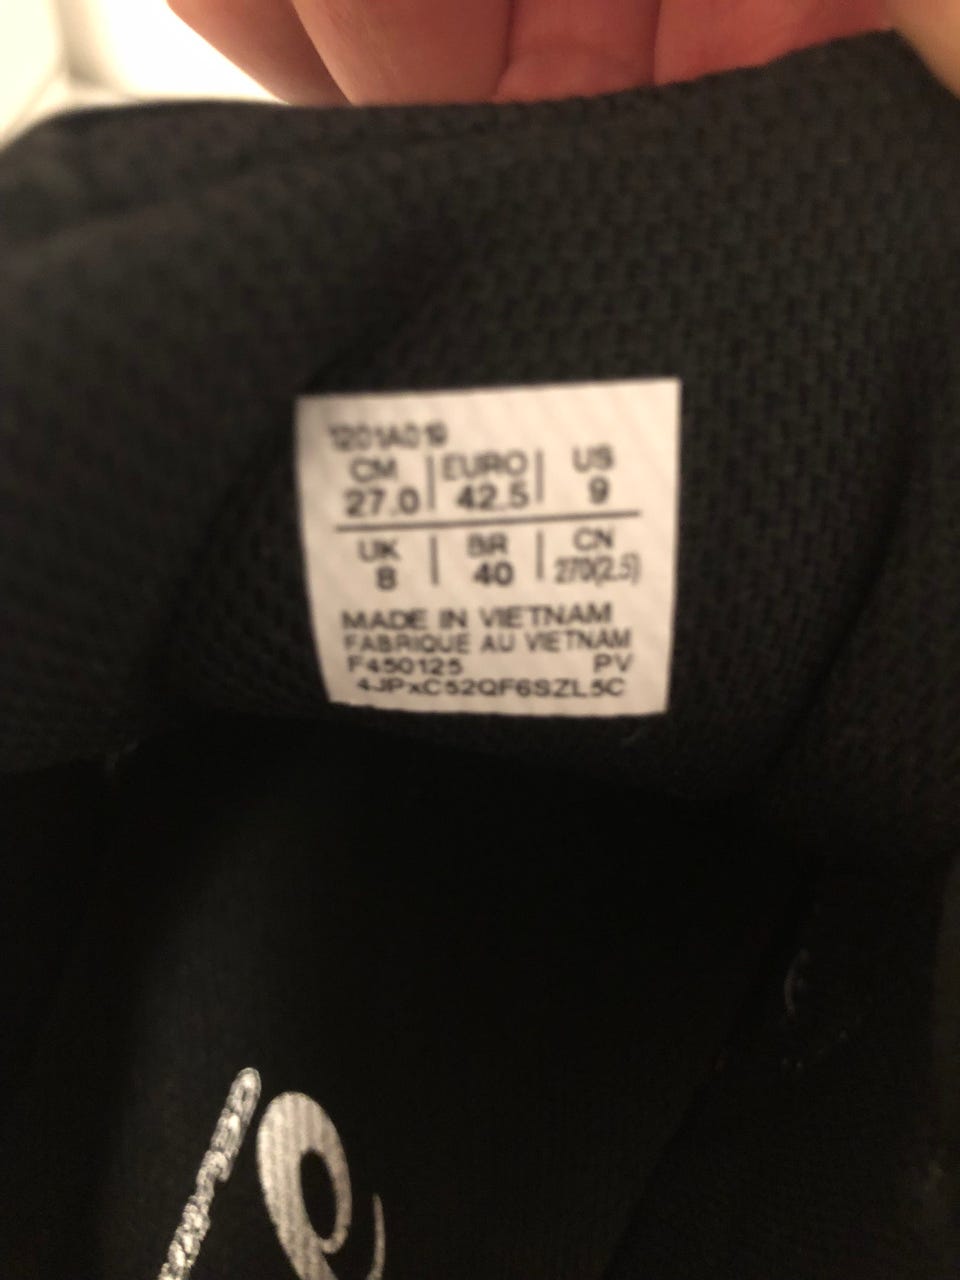 1201A019
CM | EURO | US
27.0 | 42.5 | 9
UK | BR | CN
8 | 40 | 270(2.5)
MADE IN VIETNAM
FABRIQUE AU VIETNAM
F450125 PV
4JPxC52QF6SZL5C